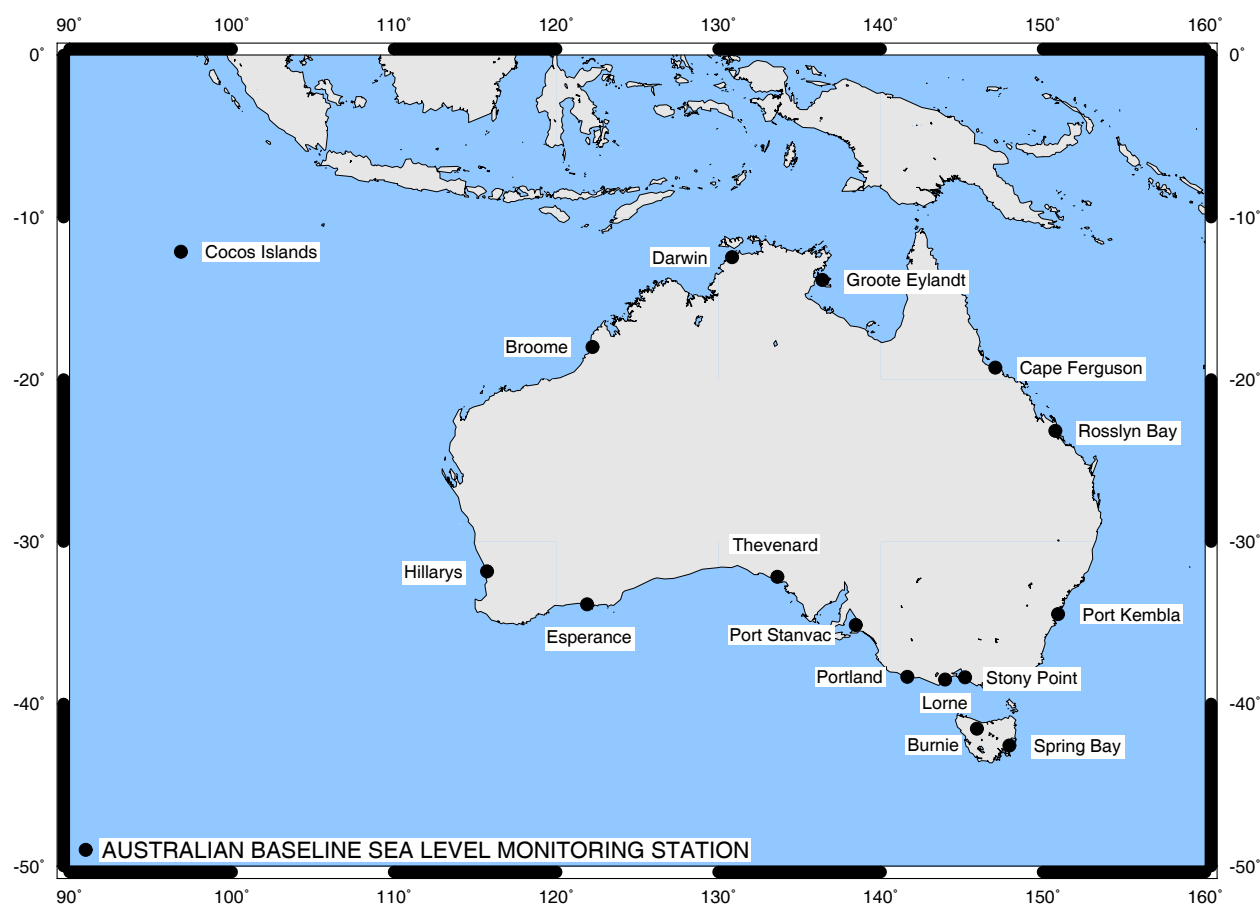 90° 100° 110° 120° 130° 140° 150° 160°
0° 0°
-10° -10°
Cocos Islands
Darwin
Groote Eylandt
Broome
Cape Ferguson
-20° -20°
Rosslyn Bay
-30° -30°
Thevenard
Hillarys
Port Kembla
Esperance
Port Stanvac
Portland
Stony Point
Lorne
-40° -40°
Burnie
Spring Bay
AUSTRALIAN BASELINE SEA LEVEL MONITORING STATION
-50° -50°
90° 100° 110° 120° 130° 140° 150° 160°